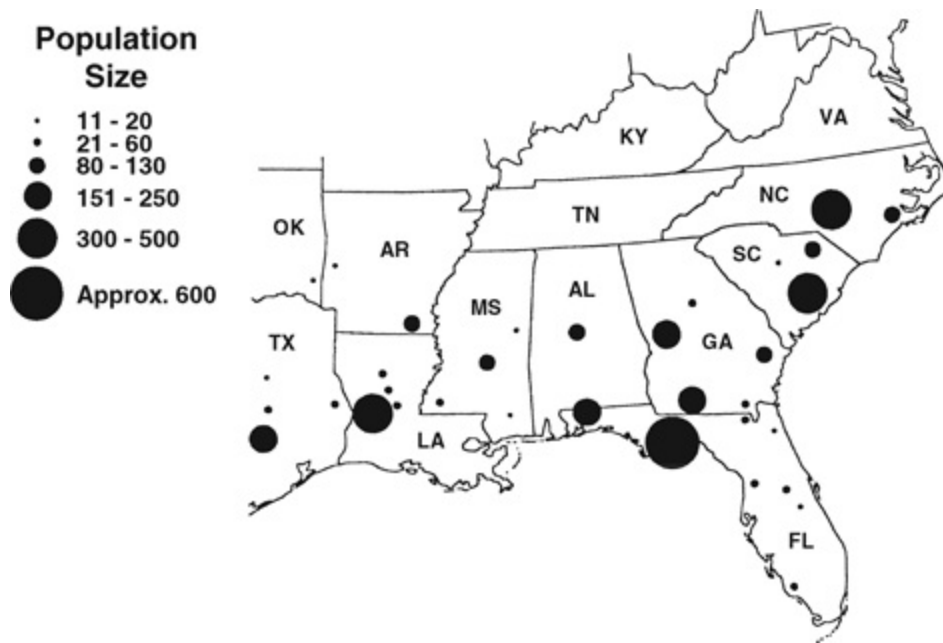 Population
Size
11 - 20
21 - 60
80 - 130
151 - 250
300 - 500
Approx. 600
KY
VA
OK
AR
TN
NC
SC
TX
MS
AL
GA
LA
FL